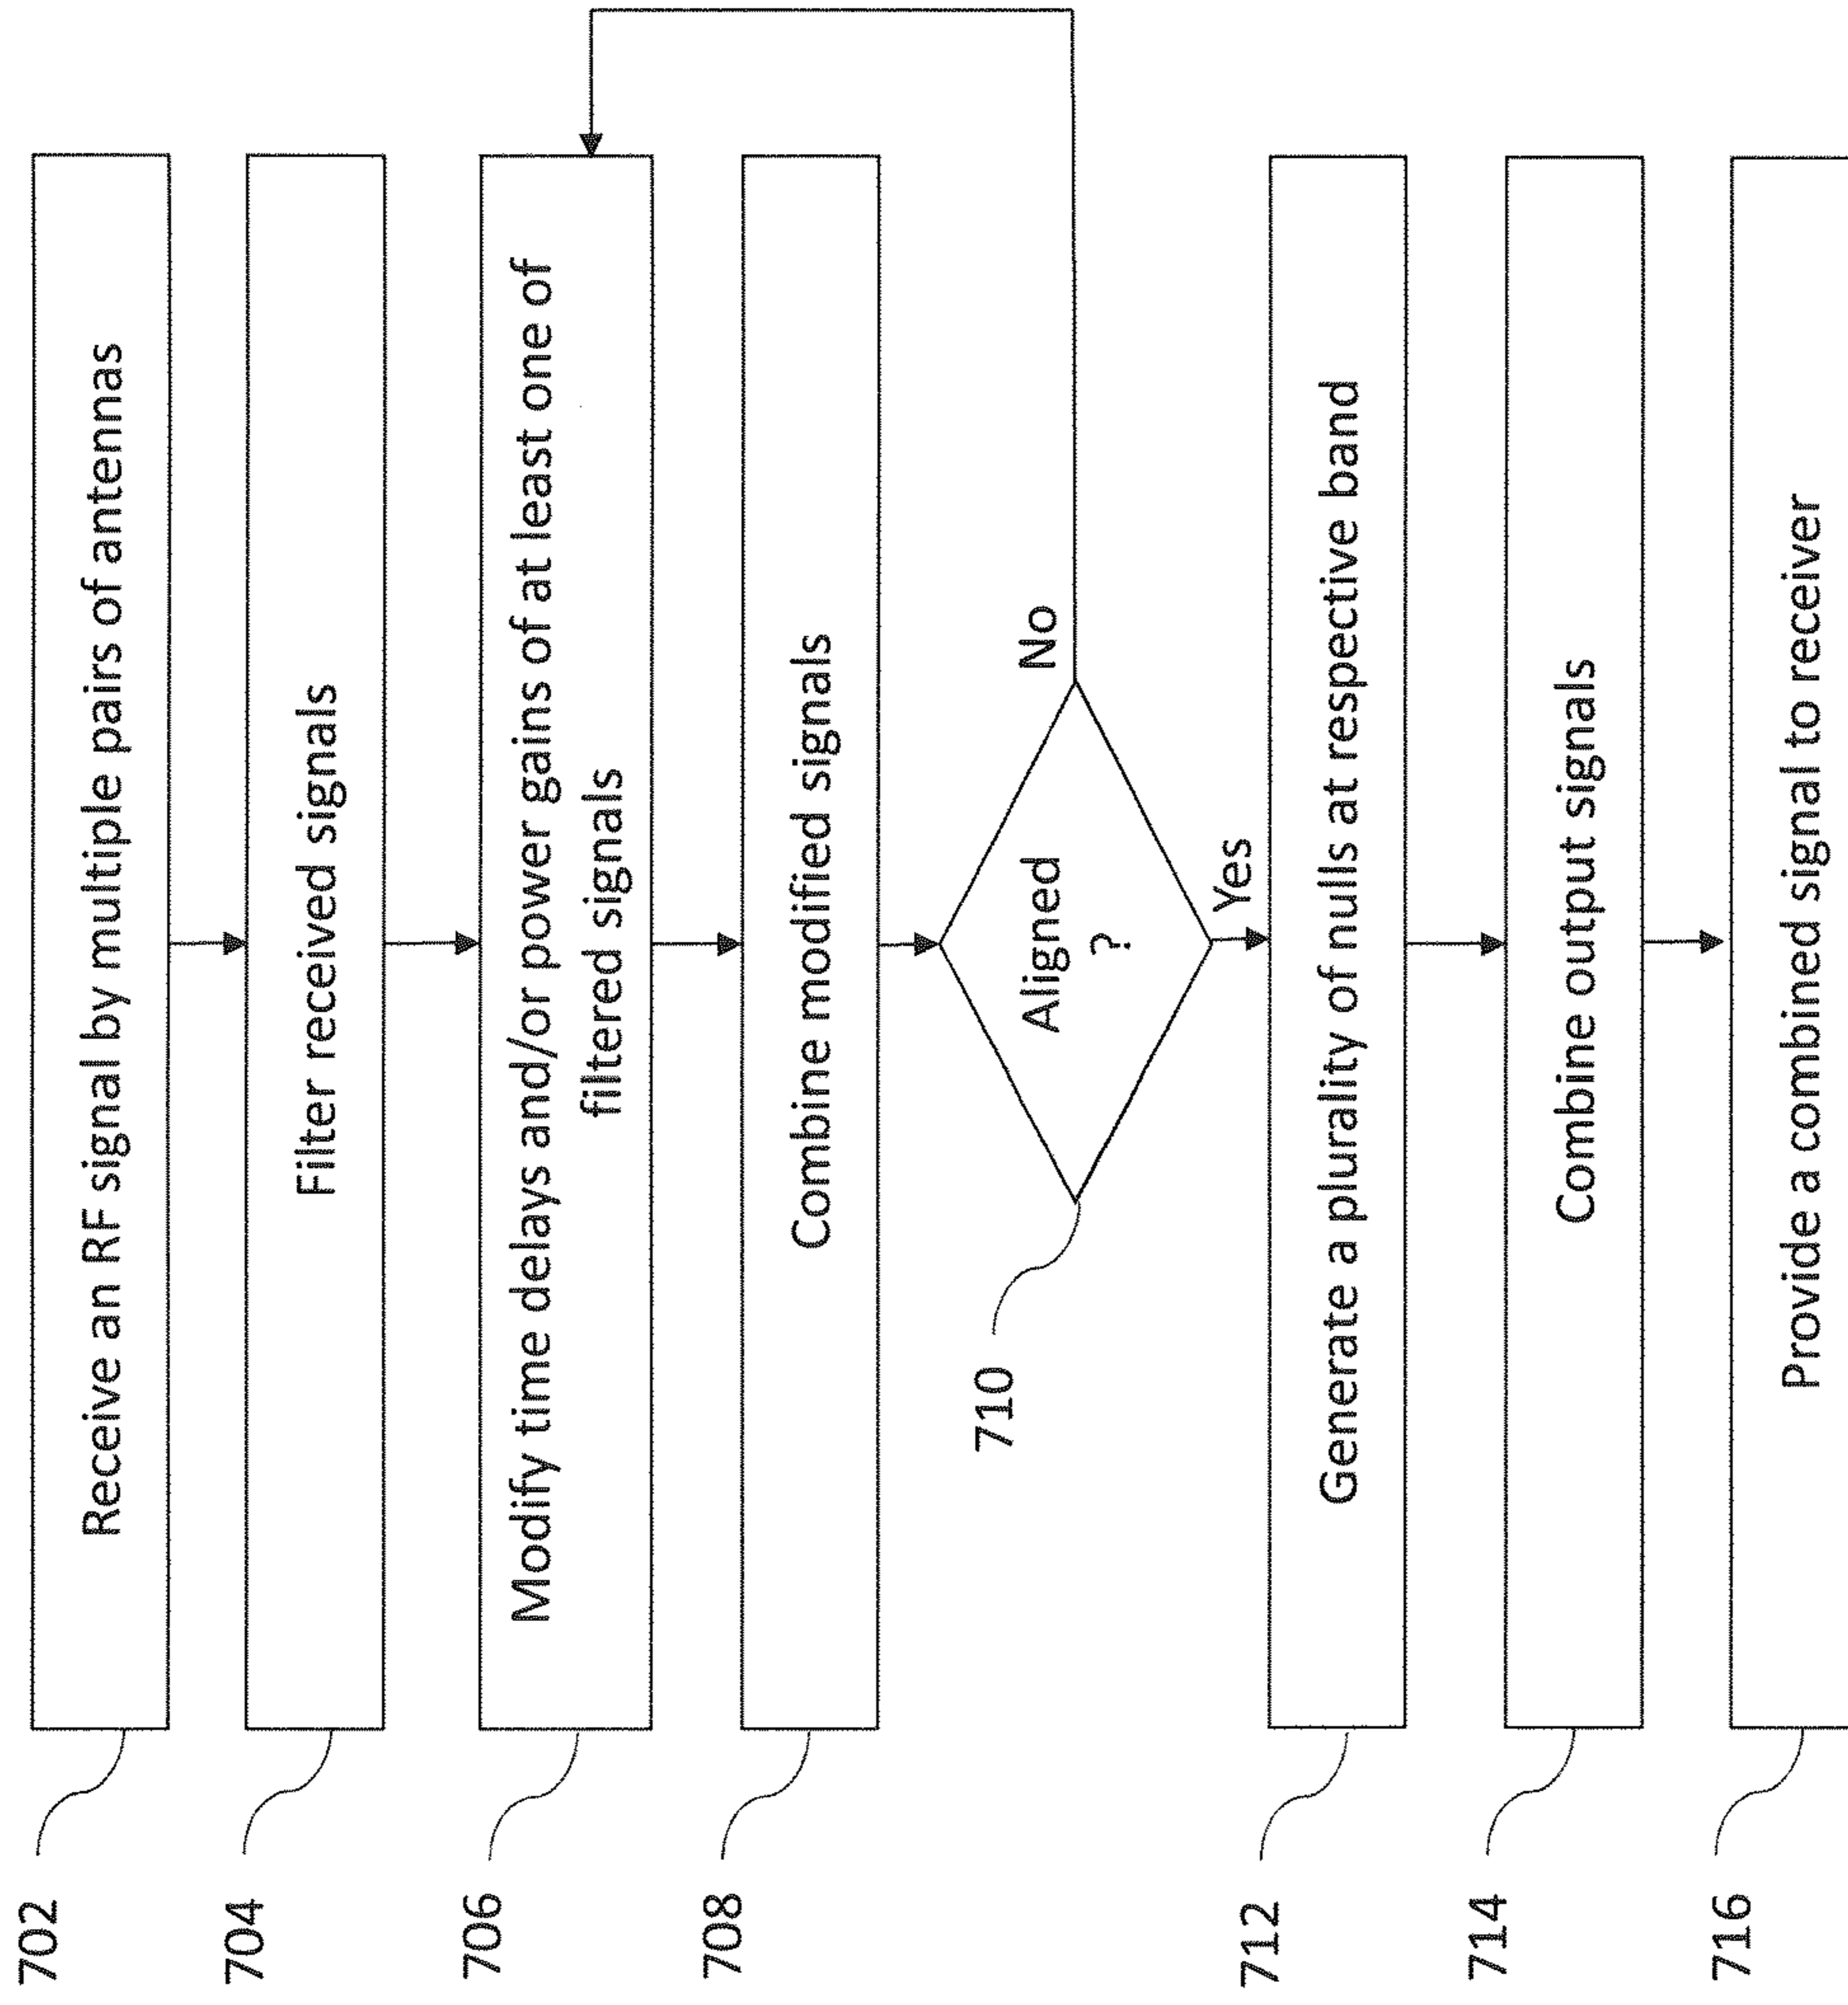 702
Receive an RF signal by multiple pairs of antennas
704
Filter received signals
706
Modify time delays and/or power gains of at least one of
filtered signals
708
Combine modified signals
710
Aligned
?
No
Yes
712
Generate a plurality of nulls at respective band
714
Combine output signals
716
Provide a combined signal to receiver